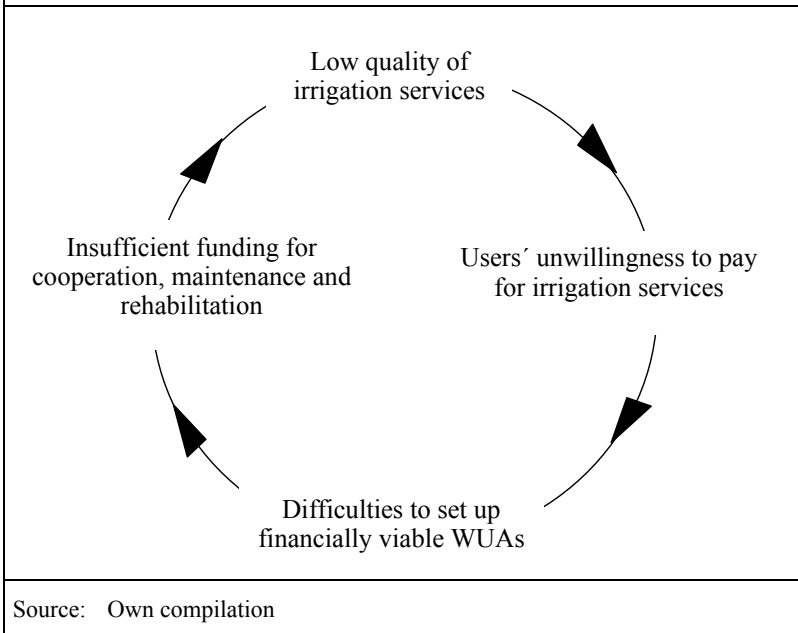 Low quality of
irrigation services
Users´ unwillingness to pay
for irrigation services
Insufficient funding for
cooperation, maintenance and
rehabilitation
Difficulties to set up
financially viable WUAs
Source: Own compilation